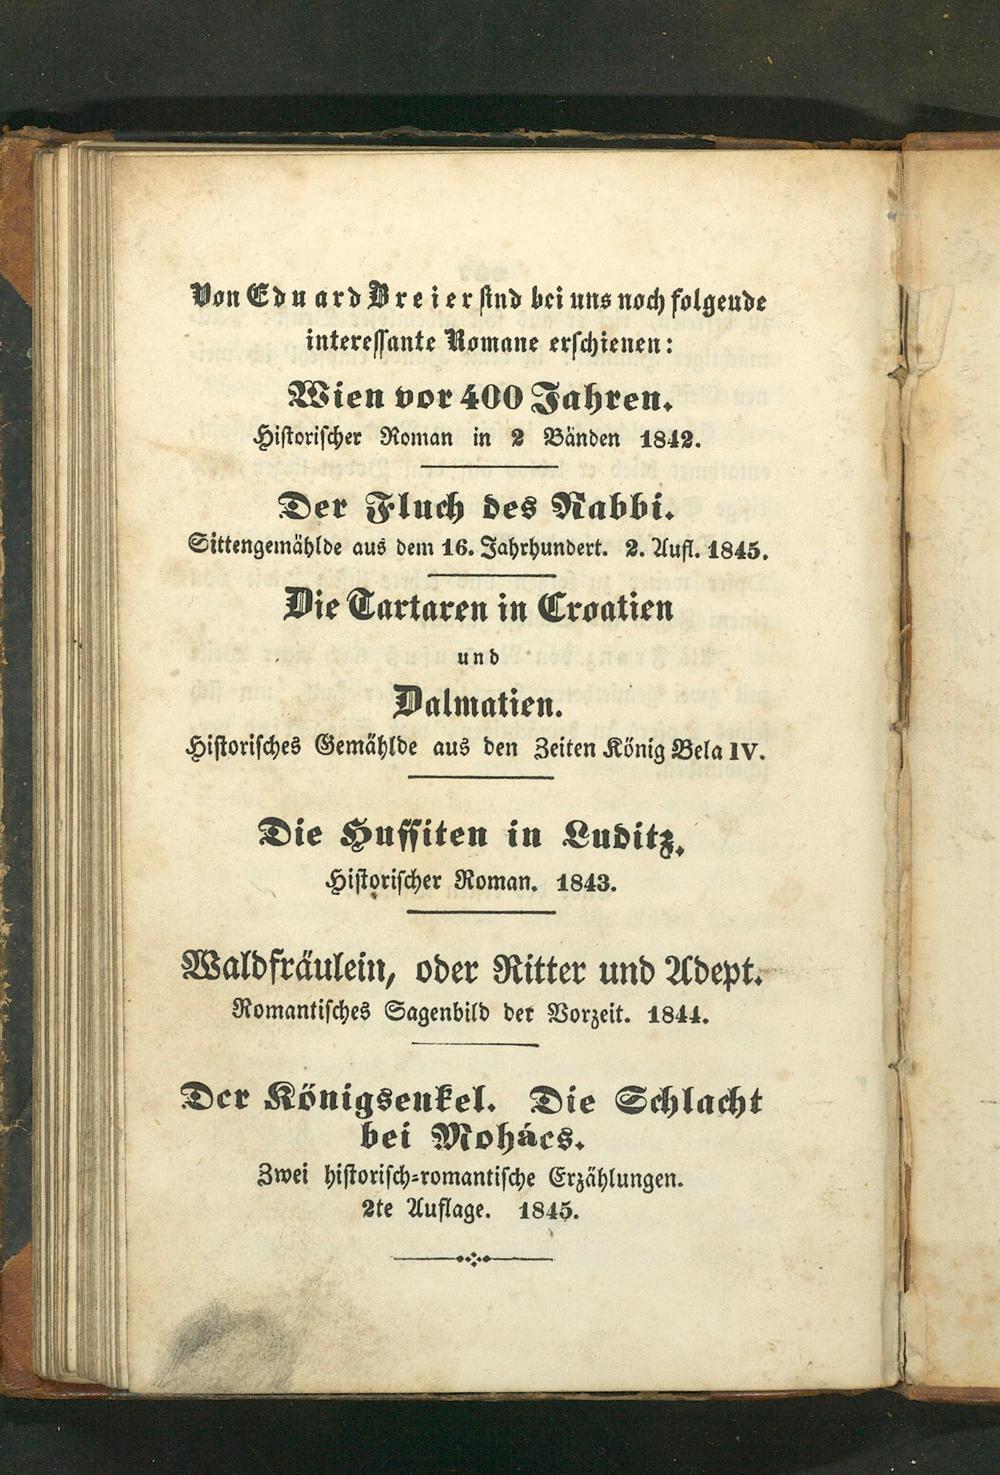 Von Eduard Breier sind bei uns noch folgende
interessante Romane erschienen:
Wien vor 400 Jahren.
Historischer Roman in 2 Bänden 1842.
Der Fluch des Rabbi.
Sittengemählde aus dem 16. Jahrhundert. 2. Aufl. 1845.
Die Tartaren in Croatien
und
Dalmatien.
Historisches Gemählde aus den Zeiten König Bela IV.
Die Hussiten in Luditz.
Historischer Roman. 1843.
Waldfräulein, oder Ritter und Adept.
Romantisches Sagenbild der Vorzeit. 1844.
Der Königsenkel. Die Schlacht
bei Mohács.
Zwei historisch-romantische Erzählungen.
2te Auflage. 1845.